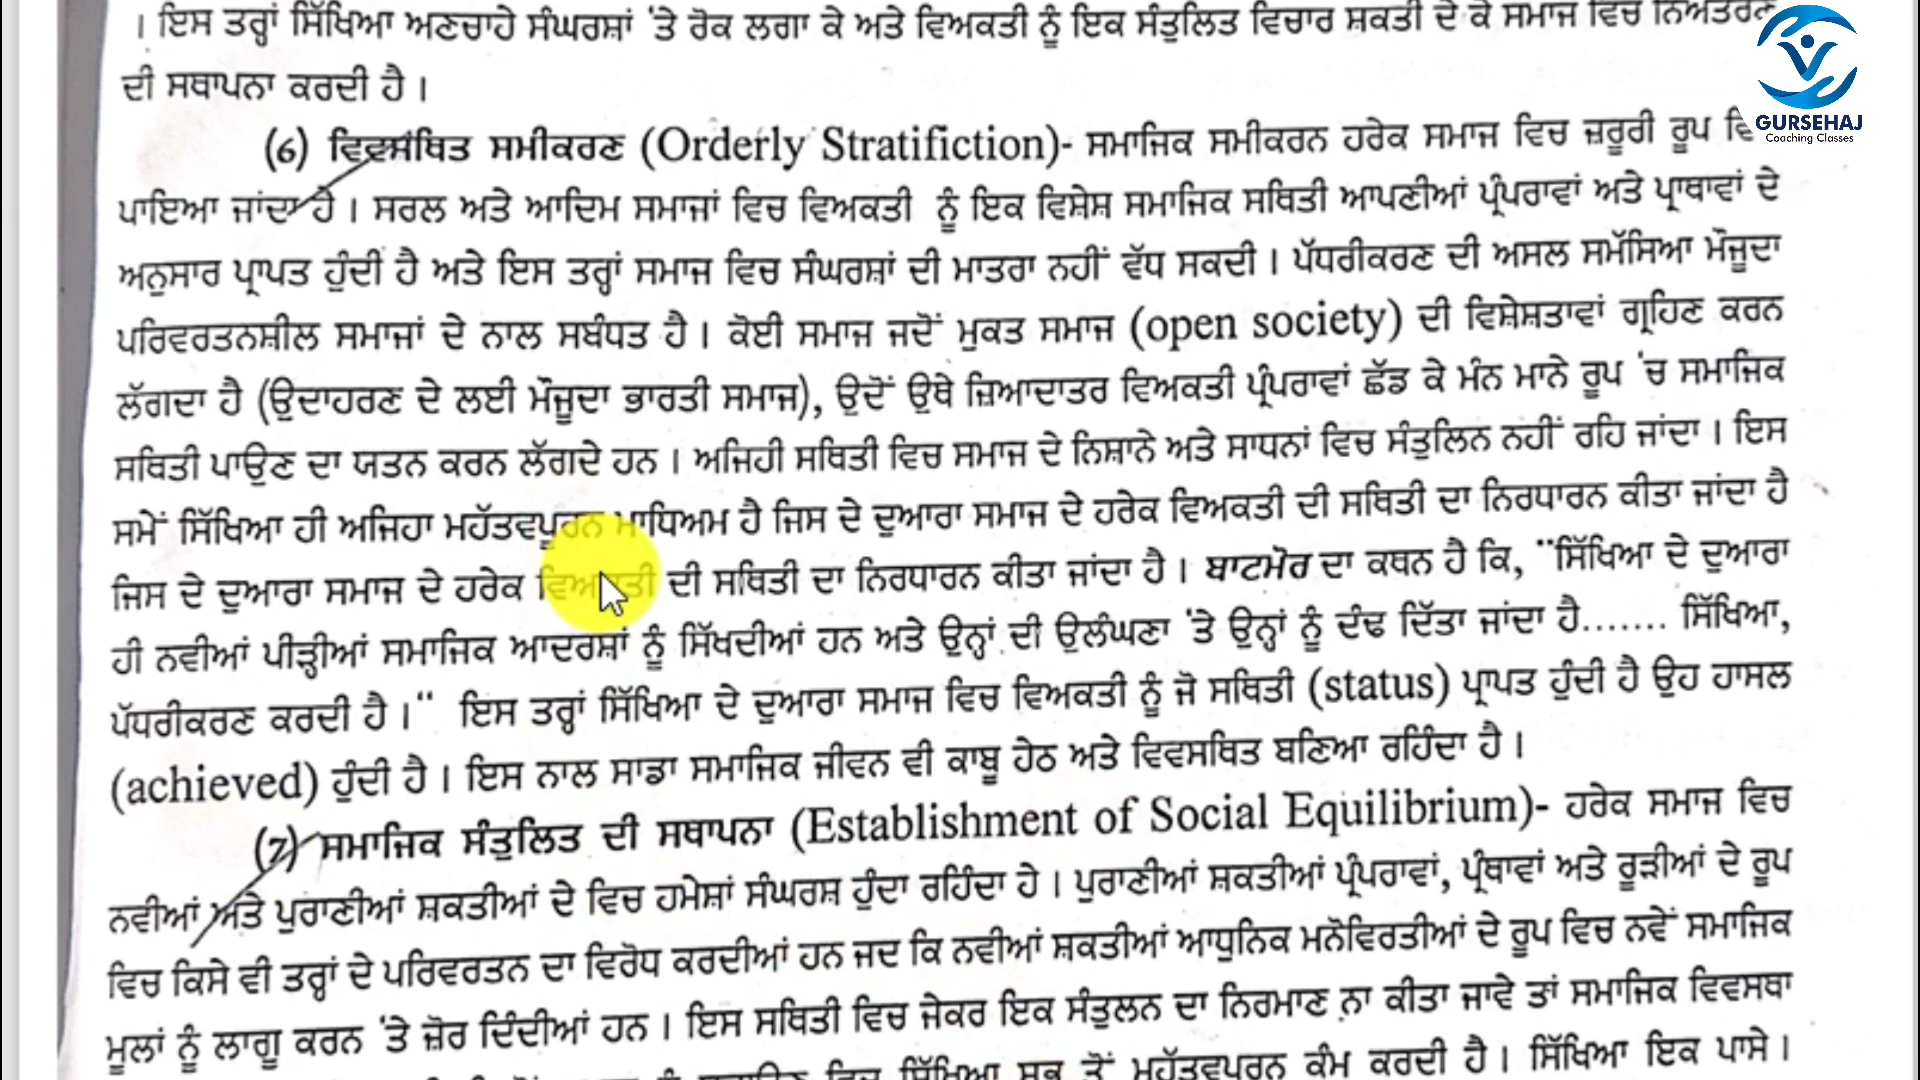 । ਇਸ ਤਰ੍ਹਾਂ ਸਿੱਖਿਆ ਅਣਚਾਹੇ ਸੰਘਰਸ਼ਾਂ 'ਤੇ ਰੋਕ ਲਗਾ ਕੇ ਅਤੇ ਵਿਅਕਤੀ ਨੂੰ ਇਕ ਸੰਤੁਲਿਤ ਵਿਚਾਰ ਸ਼ਕਤੀ ਦੇ ਕੇ ਸਮਾਜ ਵਿਚ
ਦੀ ਸਥਾਪਨਾ ਕਰਦੀ ਹੈ ।
GURSEHAJ
Coaching Classes
(6) ਵਿਵਸਥਿਤ ਸਮੀਕਰਣ (Orderly Stratifiction)- ਸਮਾਜਿਕ ਸਮੀਕਰਨ ਹਰੇਕ ਸਮਾਜ ਵਿਚ ਜ਼ਰੂਰੀ ਰੂਪ
ਪਾਇਆ ਜਾਂਦਾ ਹੈ । ਸਰਲ ਅਤੇ ਆਦਿਮ ਸਮਾਜਾਂ ਵਿਚ ਵਿਅਕਤੀ ਨੂੰ ਇਕ ਵਿਸ਼ੇਸ਼ ਸਮਾਜਿਕ ਸਥਿਤੀ ਆਪਣੀਆਂ ਪ੍ਰੰਪਰਾਵਾਂ ਅਤੇ ਪ੍ਰਾਥਾਵਾਂ ਦੇ
ਅਨੁਸਾਰ ਪ੍ਰਾਪਤ ਹੁੰਦੀ ਹੈ ਅਤੇ ਇਸ ਤਰ੍ਹਾਂ ਸਮਾਜ ਵਿਚ ਸੰਘਰਸ਼ਾਂ ਦੀ ਮਾਤਰਾ ਨਹੀਂ ਵੱਧ ਸਕਦੀ । ਪੱਧਰੀਕਰਣ ਦੀ ਅਸਲ ਸਮੱਸਿਆ ਮੌਜੂਦਾ
ਪਰਿਵਰਤਨਸ਼ੀਲ ਸਮਾਜਾਂ ਦੇ ਨਾਲ ਸਬੰਧਤ ਹੈ । ਕੋਈ ਸਮਾਜ ਜਦੋਂ ਮੁਕਤ ਸਮਾਜ (open society) ਦੀ ਵਿਸ਼ੇਸ਼ਤਾਵਾਂ ਗ੍ਰਹਿਣ ਕਰਨ
ਲੱਗਦਾ ਹੈ (ਉਦਾਹਰਣ ਦੇ ਲਈ ਮੌਜੂਦਾ ਭਾਰਤੀ ਸਮਾਜ), ਉਦੋਂ ਉਥੇ ਜ਼ਿਆਦਾਤਰ ਵਿਅਕਤੀ ਪ੍ਰੰਪਰਾਵਾਂ ਛੱਡ ਕੇ ਮੰਨ ਮਾਨੇ ਰੂਪ 'ਚ ਸਮਾਜਿਕ
ਸਥਿਤੀ ਪਾਉਣ ਦਾ ਯਤਨ ਕਰਨ ਲੱਗਦੇ ਹਨ । ਅਜਿਹੀ ਸਥਿਤੀ ਵਿਚ ਸਮਾਜ ਦੇ ਨਿਸ਼ਾਨੇ ਅਤੇ ਸਾਧਨਾਂ ਵਿਚ ਸੰਤੁਲਿਨ ਨਹੀਂ ਰਹਿ ਜਾਂਦਾ । ਇਸ
ਸਮੇਂ ਸਿੱਖਿਆ ਹੀ ਅਜਿਹਾ ਮਹੱਤਵਪੂਰਨ ਮਾਧਿਅਮ ਹੈ ਜਿਸ ਦੇ ਦੁਆਰਾ ਸਮਾਜ ਦੇ ਹਰੇਕ ਵਿਅਕਤੀ ਦੀ ਸਥਿਤੀ ਦਾ ਨਿਰਧਾਰਨ ਕੀਤਾ ਜਾਂਦਾ ਹੈ
ਜਿਸ ਦੇ ਦੁਆਰਾ ਸਮਾਜ ਦੇ ਹਰੇਕ ਵਿਅਕਤੀ ਦੀ ਸਥਿਤੀ ਦਾ ਨਿਰਧਾਰਨ ਕੀਤਾ ਜਾਂਦਾ ਹੈ । ਬਾਟਮੋਰ ਦਾ ਕਥਨ ਹੈ ਕਿ, "ਸਿੱਖਿਆ ਦੇ ਦੁਆਰਾ
ਹੀ ਨਵੀਆਂ ਪੀੜ੍ਹੀਆਂ ਸਮਾਜਿਕ ਆਦਰਸ਼ਾਂ ਨੂੰ ਸਿੱਖਦੀਆਂ ਹਨ ਅਤੇ ਉਨ੍ਹਾਂ ਦੀ ਉਲੰਘਣਾ 'ਤੇ ਉਨ੍ਹਾਂ ਨੂੰ ਦੰਢ ਦਿੱਤਾ ਜਾਂਦਾ ਹੈ....... ਸਿੱਖਿਆ,
ਪੱਧਰੀਕਰਣ ਕਰਦੀ ਹੈ ।" ਇਸ ਤਰ੍ਹਾਂ ਸਿੱਖਿਆ ਦੇ ਦੁਆਰਾ ਸਮਾਜ ਵਿਚ ਵਿਅਕਤੀ ਨੂੰ ਜੋ ਸਥਿਤੀ (status) ਪ੍ਰਾਪਤ ਹੁੰਦੀ ਹੈ ਉਹ ਹਾਸਲ
(achieved) ਹੁੰਦੀ ਹੈ । ਇਸ ਨਾਲ ਸਾਡਾ ਸਮਾਜਿਕ ਜੀਵਨ ਵੀ ਕਾਬੂ ਹੇਠ ਅਤੇ ਵਿਵਸਥਿਤ ਬਣਿਆ ਰਹਿੰਦਾ ਹੈ ।
(7) ਸਮਾਜਿਕ ਸੰਤੁਲਿਤ ਦੀ ਸਥਾਪਨਾ (Establishment of Social Equilibrium)- ਹਰੇਕ ਸਮਾਜ ਵਿਚ
ਨਵੀਆਂ ਅਤੇ ਪੁਰਾਣੀਆਂ ਸ਼ਕਤੀਆਂ ਦੇ ਵਿਚ ਹਮੇਸ਼ਾਂ ਸੰਘਰਸ਼ ਹੁੰਦਾ ਰਹਿੰਦਾ ਹੇ । ਪੁਰਾਣੀਆਂ ਸ਼ਕਤੀਆਂ ਪ੍ਰੰਪਰਾਵਾਂ, ਪ੍ਰੰਥਾਵਾਂ ਅਤੇ ਰੂੜੀਆਂ ਦੇ ਰੂਪ
ਵਿਚ ਕਿਸੇ ਵੀ ਤਰ੍ਹਾਂ ਦੇ ਪਰਿਵਰਤਨ ਦਾ ਵਿਰੋਧ ਕਰਦੀਆਂ ਹਨ ਜਦ ਕਿ ਨਵੀਆਂ ਸ਼ਕਤੀਆਂ ਆਧੁਨਿਕ ਮਨੋਵਿਰਤੀਆਂ ਦੇ ਰੂਪ ਵਿਚ ਨਵੇਂ ਸਮਾਜਿਕ
ਮੂਲਾਂ ਨੂੰ ਲਾਗੂ ਕਰਨ 'ਤੇ ਜ਼ੋਰ ਦਿੰਦੀਆਂ ਹਨ । ਇਸ ਸਥਿਤੀ ਵਿਚ ਜੇਕਰ ਇਕ ਸੰਤੁਲਨ ਦਾ ਨਿਰਮਾਣ ਨਾ ਕੀਤਾ ਜਾਵੇ ਤਾਂ ਸਮਾਜਿਕ ਵਿਵਸਥਾ
ਵਿਚ ਸਿੱਖਿਆ ਸਭ ਤੋਂ ਮਹੱਤਵਪੂਰਨ ਕੰਮ ਕਰਦੀ ਹੈ । ਸਿੱਖਿਆ ਇਕ ਪਾਸੇ ।